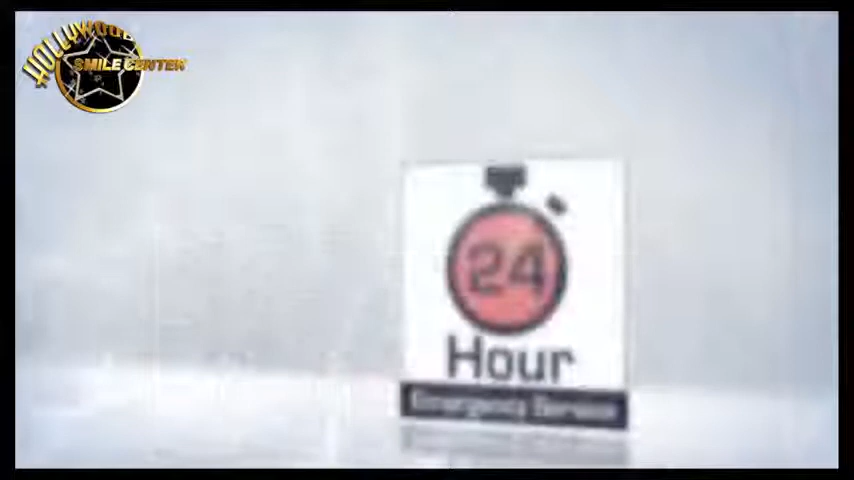 HOLLYWOOD
SMILE CENTER
24
Hour
Emergency Service